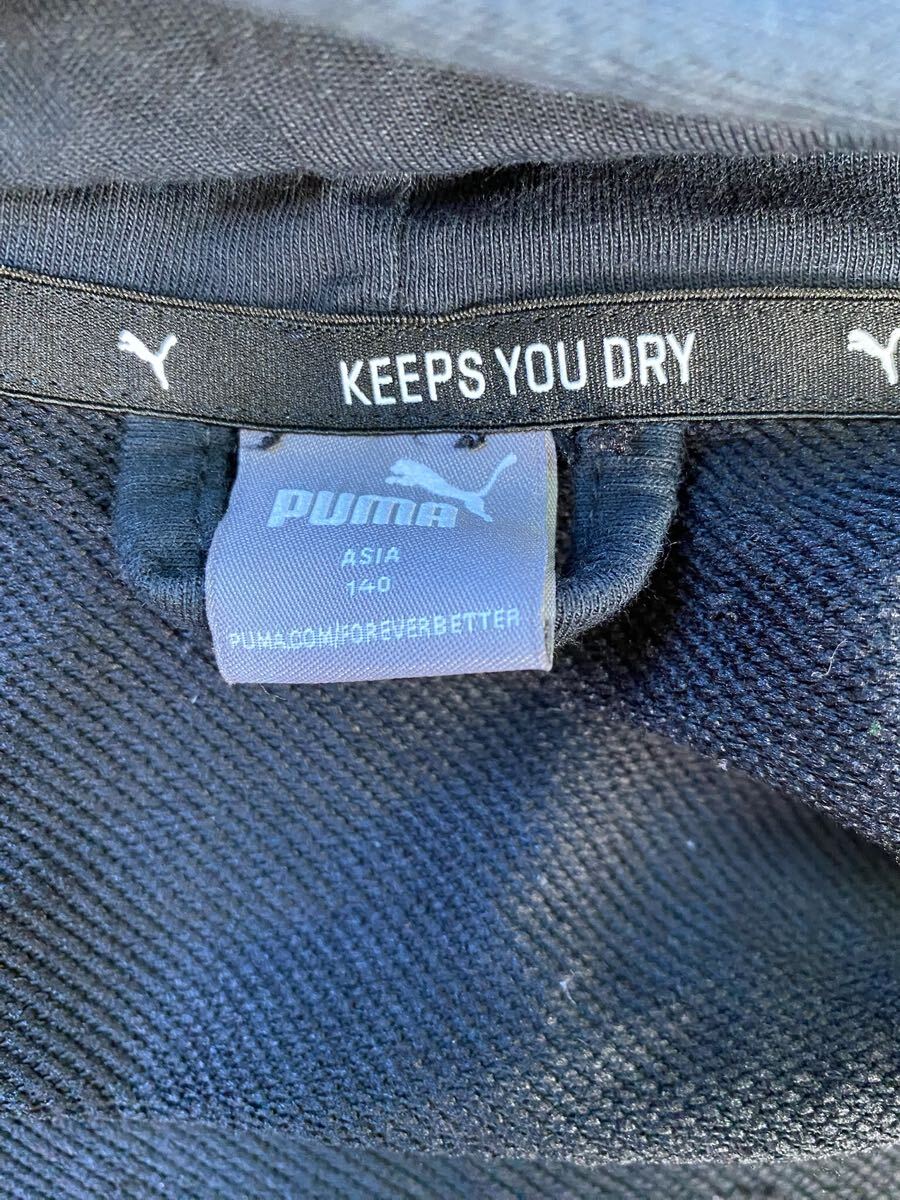 KEEPS YOU DRY
PUMA
ASIA
140
PUMA.COM/FOREVERBETTER